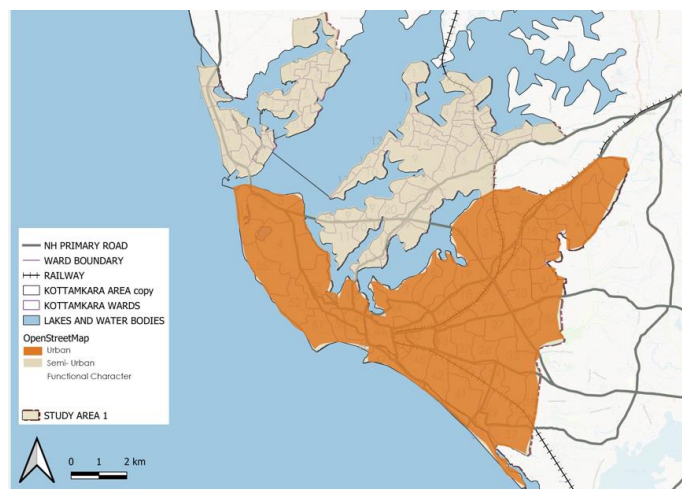 NH PRIMARY ROAD
WARD BOUNDARY
RAILWAY
KOTTAMKARA AREA copy
KOTTAMKARA WARDS
LAKES AND WATER BODIES
OpenStreetMap
Urban
Semi- Urban
Functional Character
STUDY AREA 1
0 1 2 km